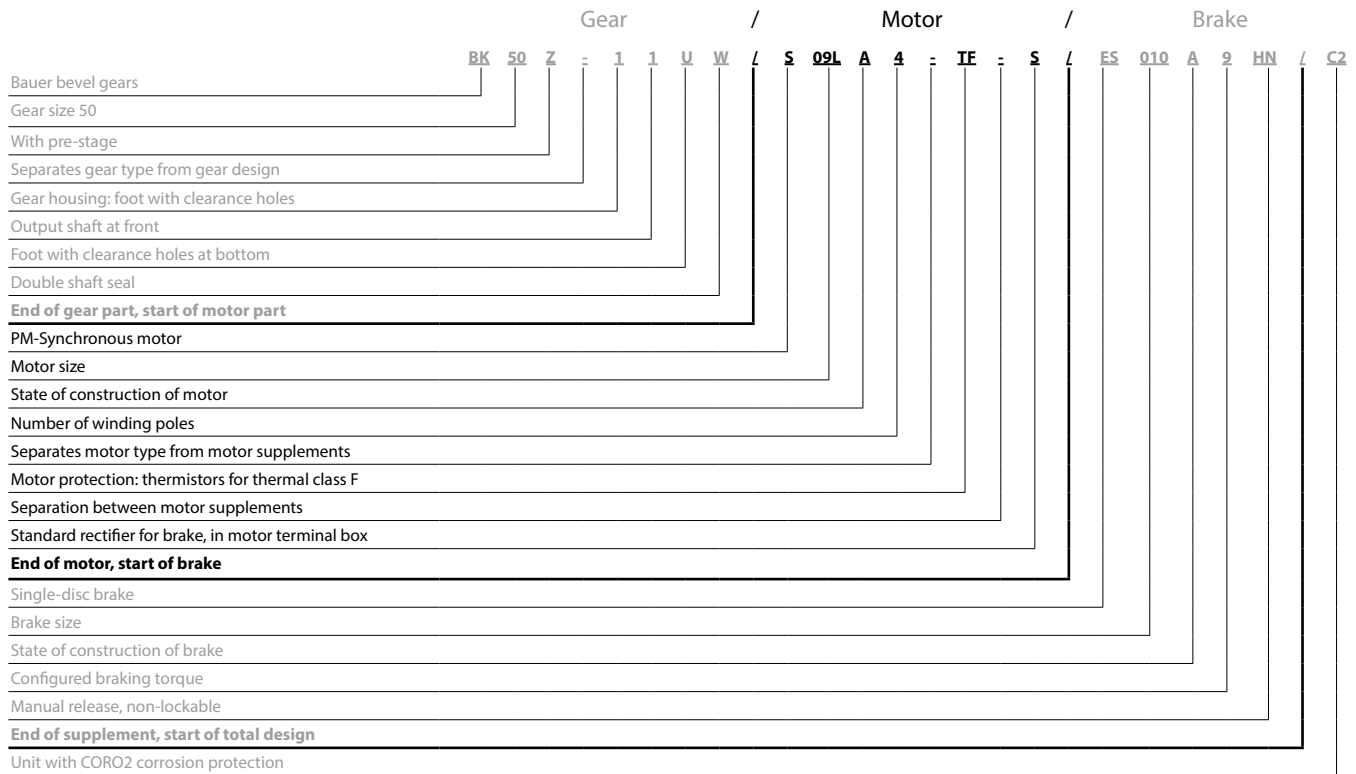 Gear / Motor / Brake
BK 50 Z - 1 1 U W / S 09L A 4 - TF - S / ES 010 A 9 HN / C2
Bauer bevel gears
Gear size 50
With pre-stage
Separates gear type from gear design
Gear housing: foot with clearance holes
Output shaft at front
Foot with clearance holes at bottom
Double shaft seal
End of gear part, start of motor part
PM-Synchronous motor
Motor size
State of construction of motor
Number of winding poles
Separates motor type from motor supplements
Motor protection: thermistors for thermal class F
Separation between motor supplements
Standard rectifier for brake, in motor terminal box
End of motor, start of brake
Single-disc brake
Brake size
State of construction of brake
Configured braking torque
Manual release, non-lockable
End of supplement, start of total design
Unit with CORO2 corrosion protection